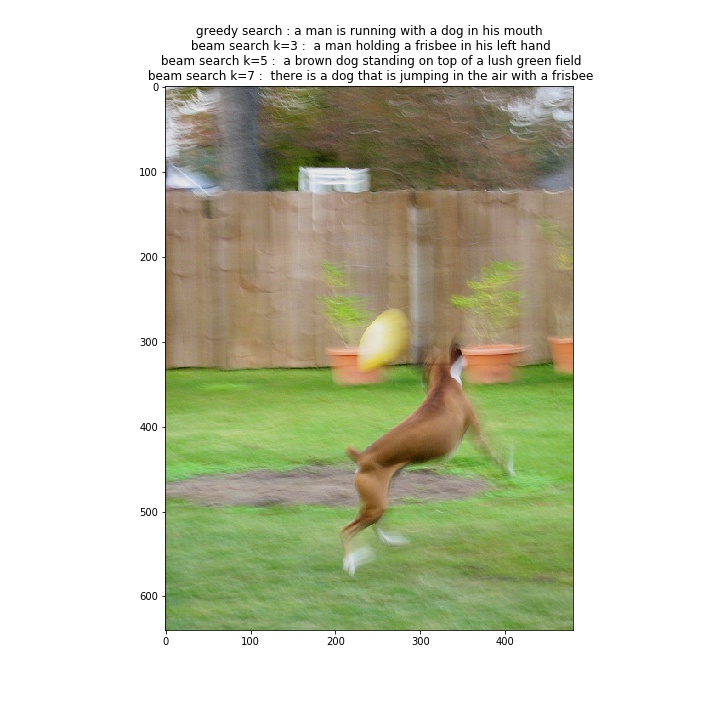 greedy search : a man is running with a dog in his mouth
beam search k=3 :  a man holding a frisbee in his left hand
beam search k=5 :  a brown dog standing on top of a lush green field
beam search k=7 :  there is a dog that is jumping in the air with a frisbee
0
100
200
300
400
500
600
0 100 200 300 400